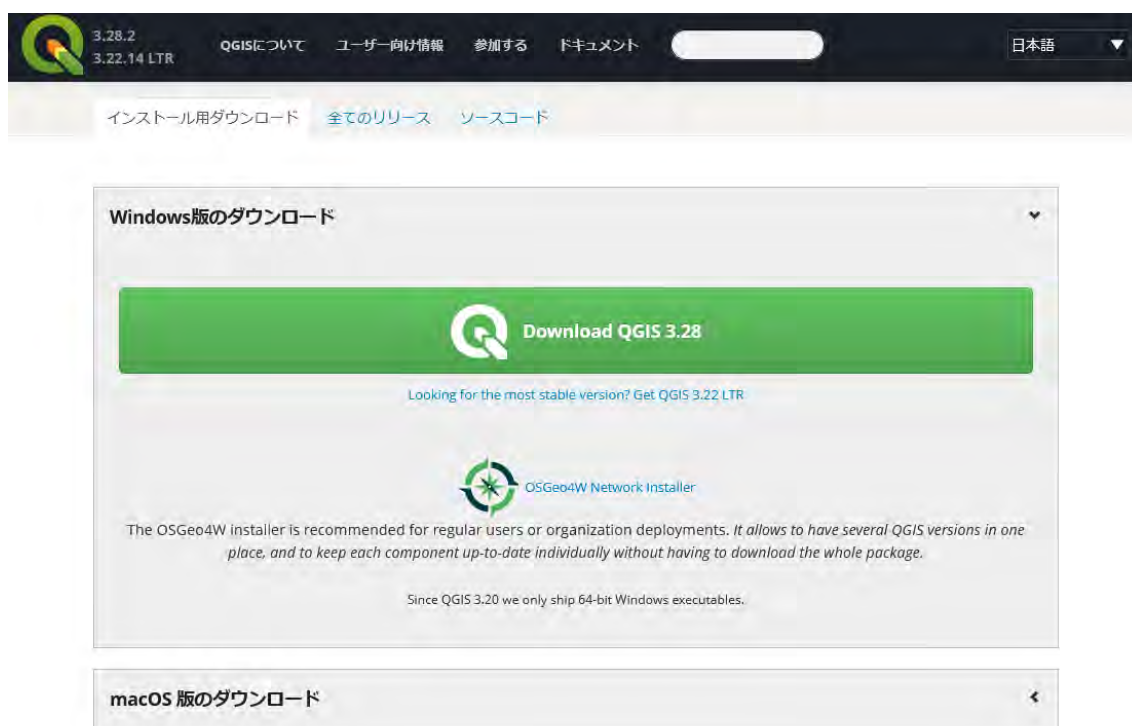 3.28.2
3.22.14 LTR
QGISについて ユーザー向け情報 参加する ドキュメント
日本語
インストール用ダウンロード 全てのリリース ソースコード
Windows版のダウンロード
Download QGIS 3.28
Looking for the most stable version? Get QGIS 3.22 LTR
OSGeo4W Network Installer
The OSGeo4W installer is recommended for regular users or organization deployments. It allows to have several QGIS versions in one
place, and to keep each component up-to-date individually without having to download the whole package.
Since QGIS 3.20 we only ship 64-bit Windows executables.
macOS 版のダウンロード